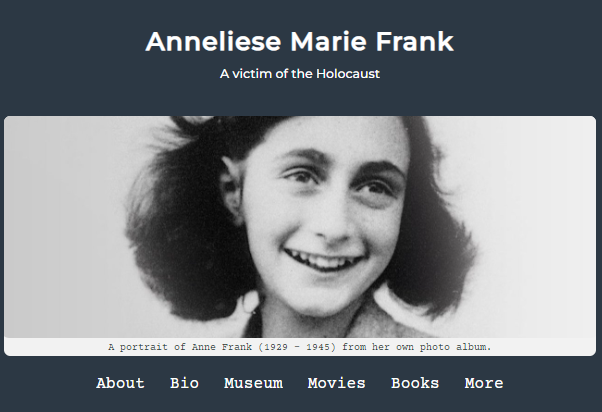 Anneliese Marie Frank
A victim of the Holocaust
A portrait of Anne Frank (1929 - 1945) from her own photo album.
About Bio Museum Movies Books More